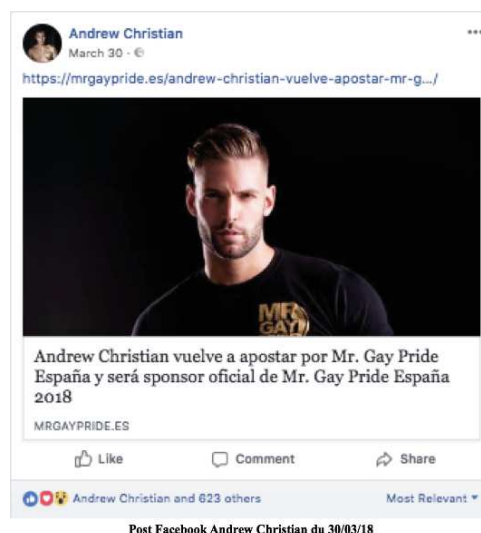 Andrew Christian
March 30 ·
https://mrgaypride.es/andrew-christian-vuelve-apostar-mr-g.../
MR
GAY
Andrew Christian vuelve a apostar por Mr. Gay Pride
España y será sponsor oficial de Mr. Gay Pride España
2018
MRGAYPRIDE.ES
Like Comment Share
Andrew Christian and 623 others Most Relevant
Post Facebook Andrew Christian du 30/03/18